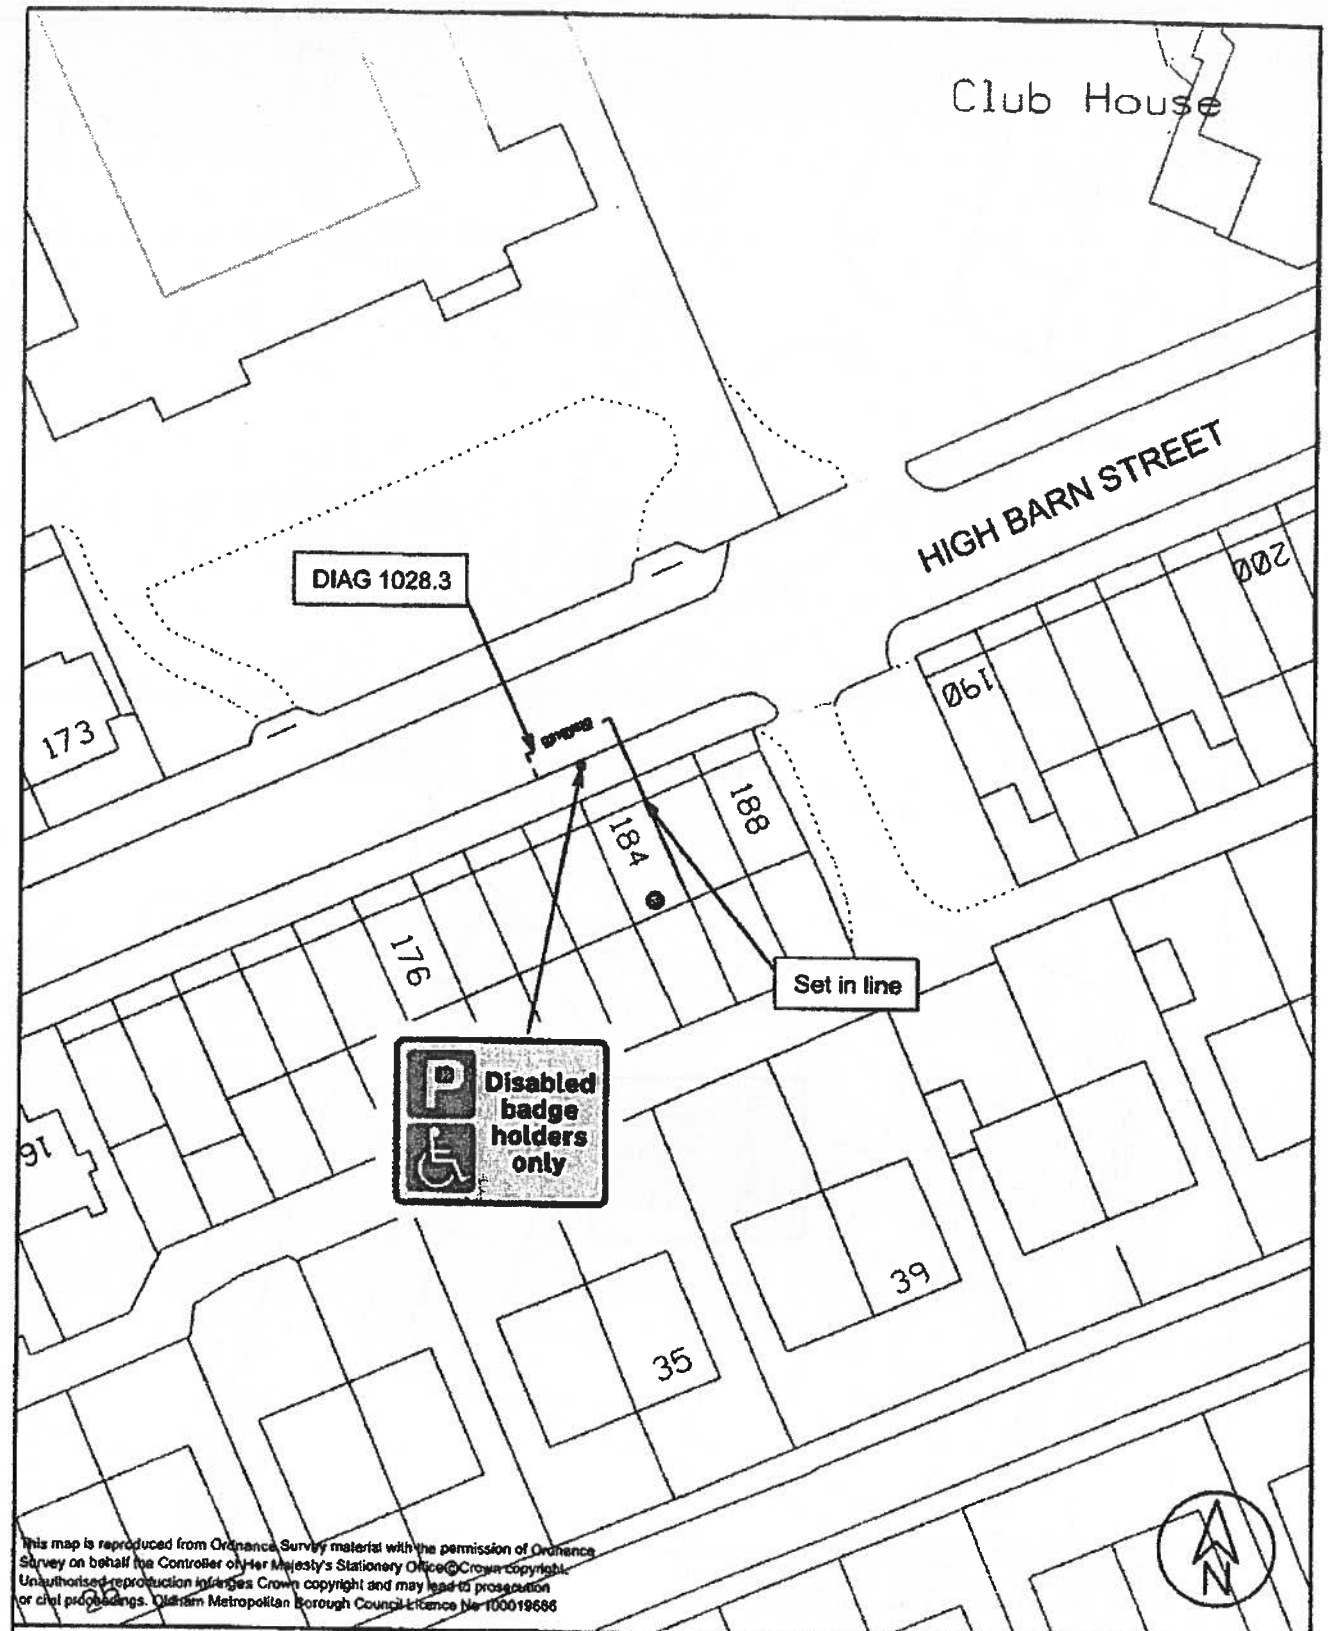 Club House
HIGH BARN STREET
200
190
DIAG 1028.3
173
188
184
176
Set in line
P
Disabled
badge
holders
only
16
39
35
This map is reproduced from Ordnance Survey material with the permission of Ordnance
Survey on behalf the Controller of Her Majesty's Stationery Office©Crown copyright.
Unauthorised reproduction infringes Crown copyright and may lead to prosecution
or civil proceedings. Oldham Metropolitan Borough Council Licence No 100019666
N